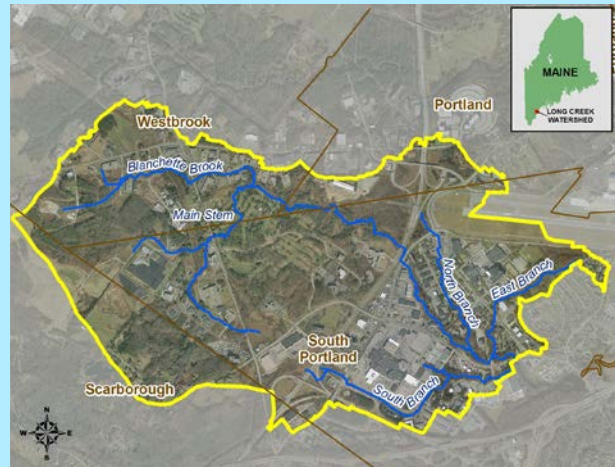 MAINE
LONG CREEK
WATERSHED
Portland
Westbrook
Blanchette Brook
Main Stem
North Branch
East Branch
South
Portland
South Branch
Scarborough
N
W
E
S